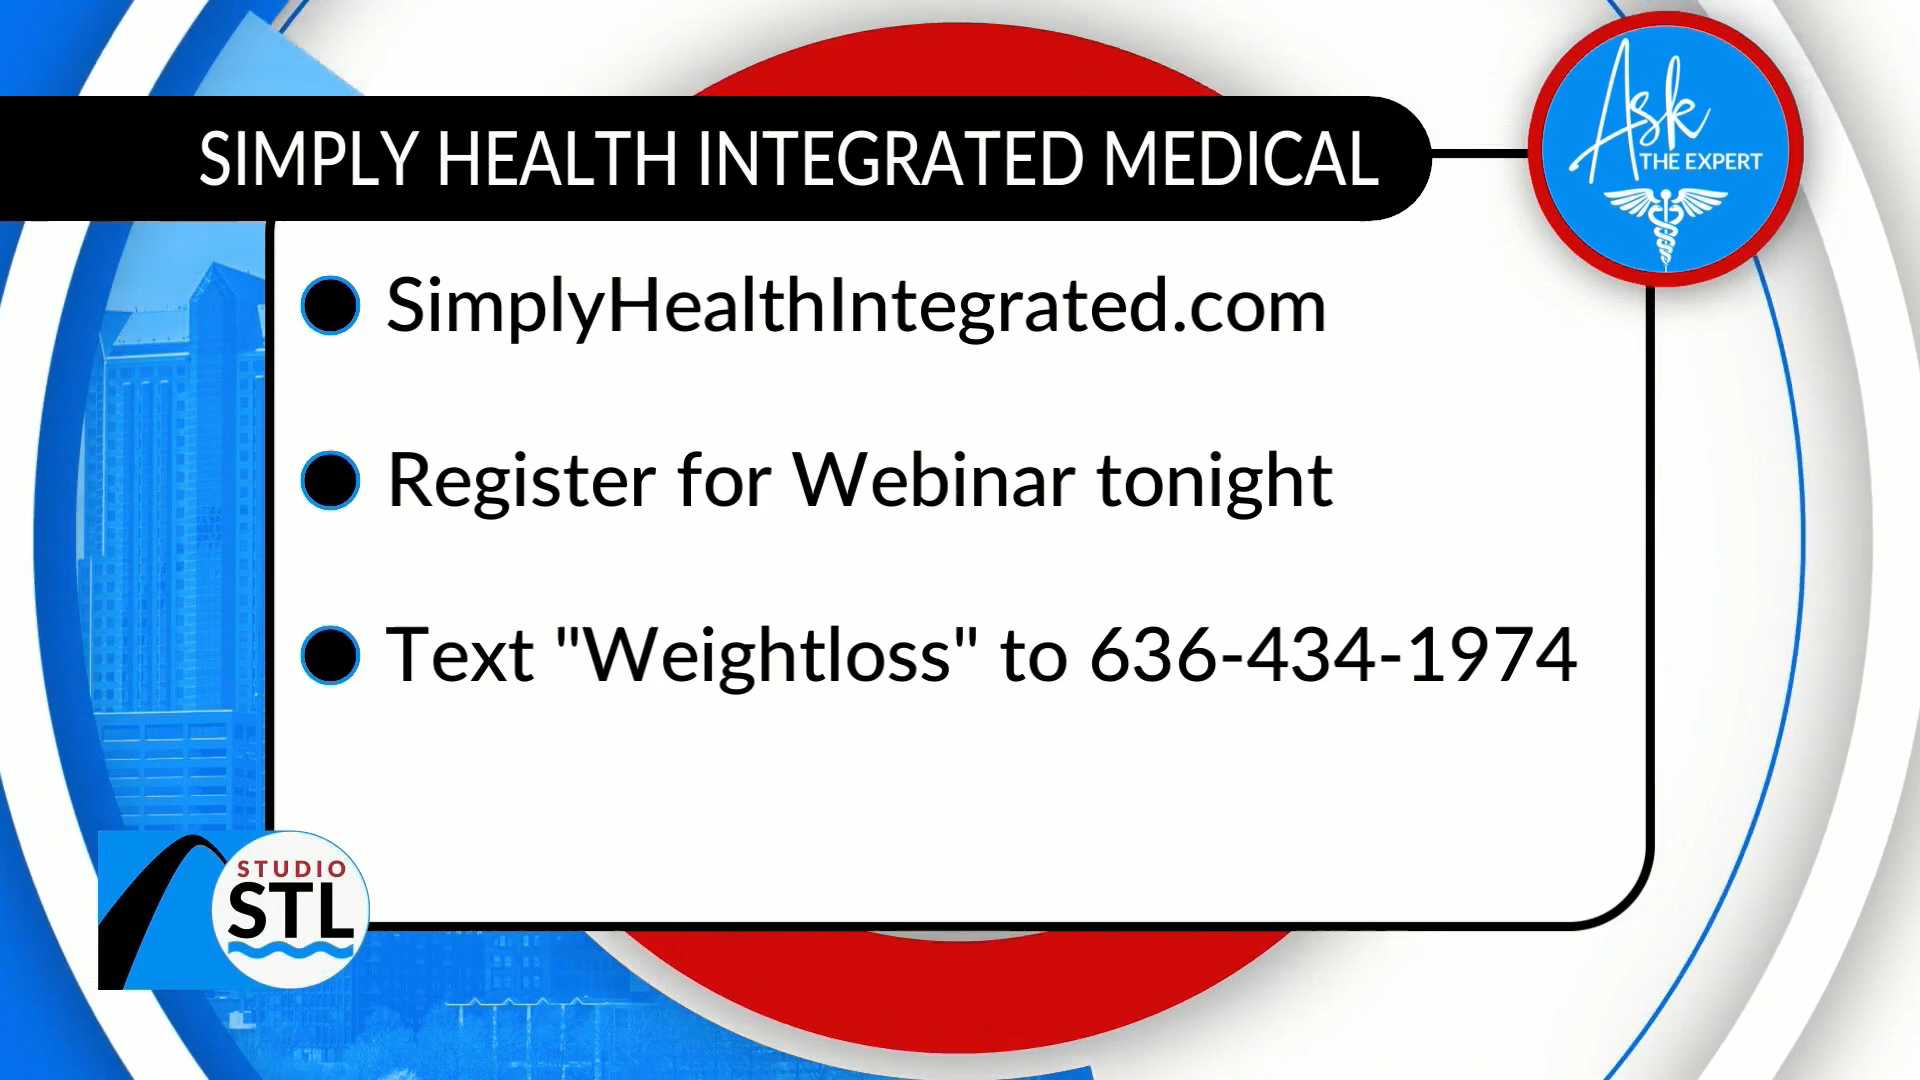 SIMPLY HEALTH INTEGRATED MEDICAL
Ask
THE EXPERT
SimplyHealthIntegrated.com
Register for Webinar tonight
Text "Weightloss" to 636-434-1974
STUDIO
STL